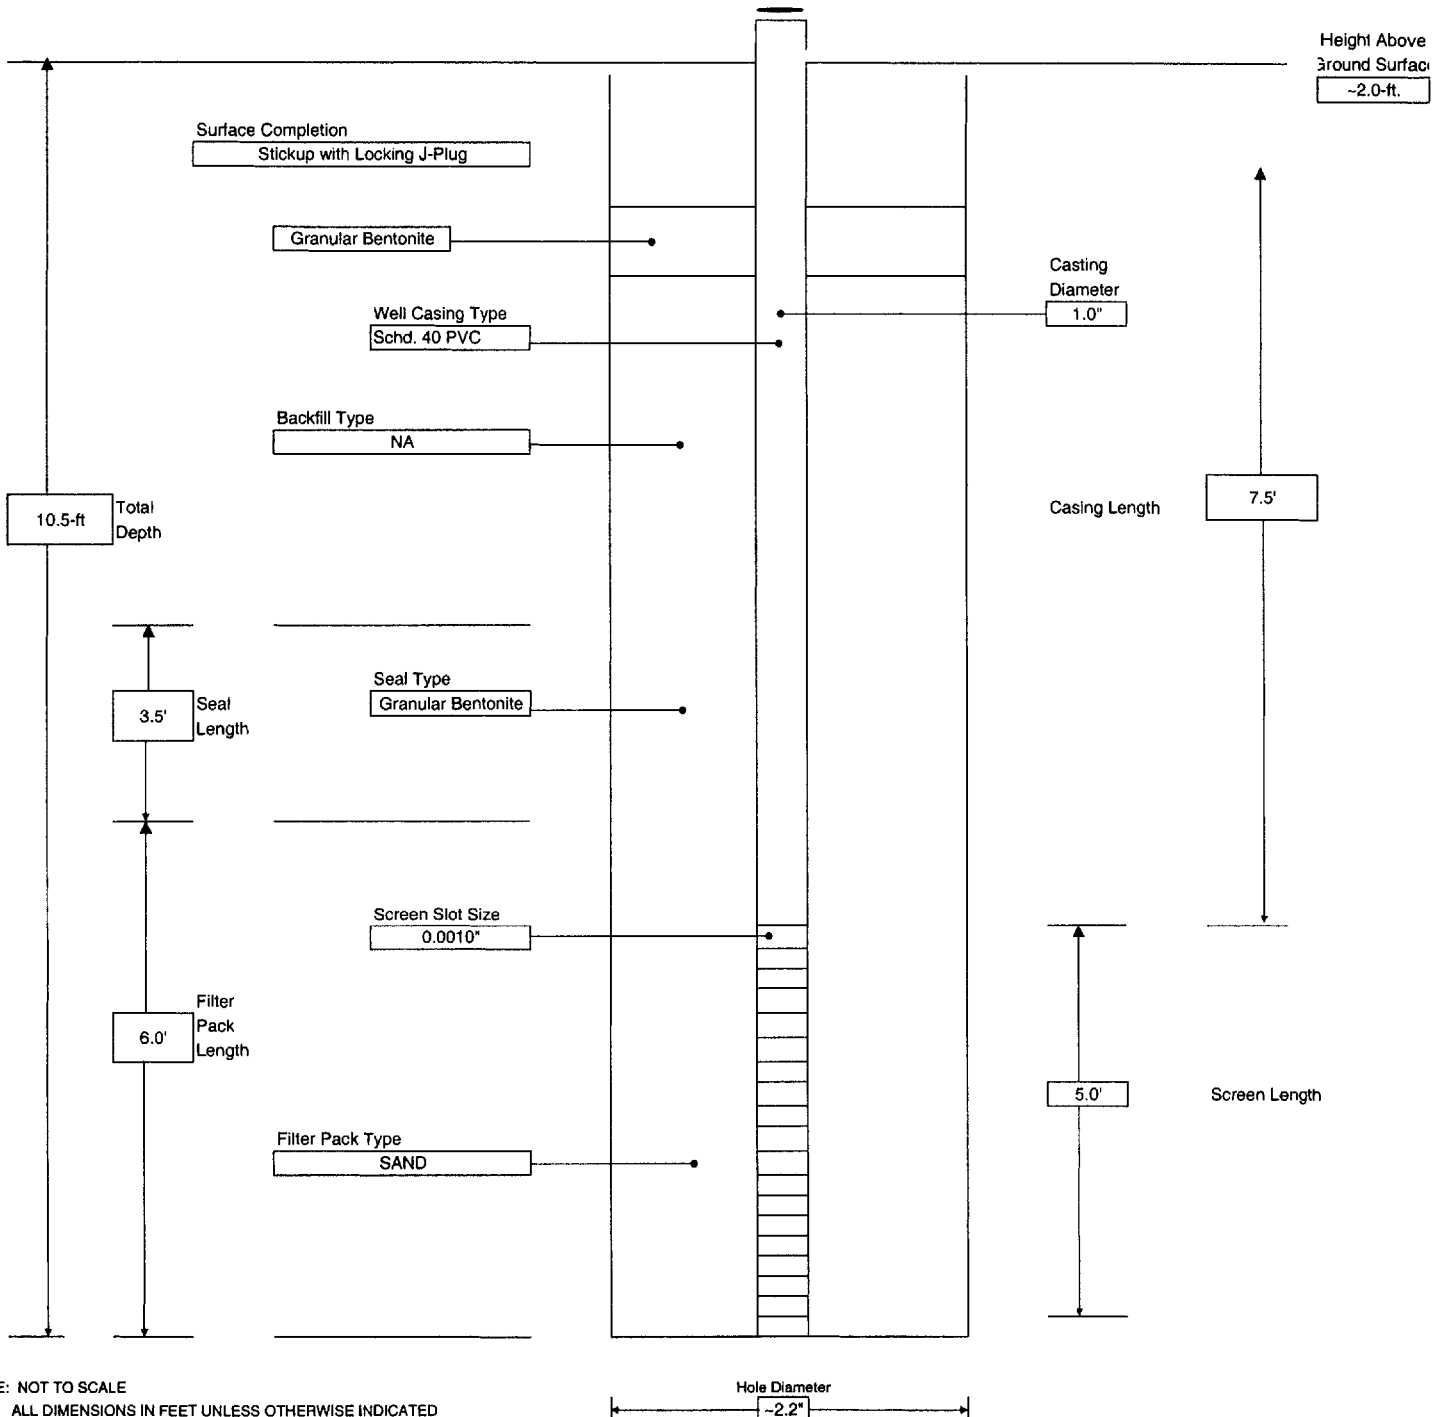 Height Above
Ground Surfac
~2.0-ft.
Surface Completion
Stickup with Locking J-Plug
Granular Bentonite
Casting
Diameter
1.0"
Well Casing Type
Schd. 40 PVC
Backfill Type
NA
10.5-ft
Total
Depth
Casing Length
7.5'
Seal Type
Granular Bentonite
3.5'
Seal
Length
Screen Slot Size
0.0010"
Filter
Pack
Length
6.0'
5.0'
Screen Length
Filter Pack Type
SAND
E: NOT TO SCALE
ALL DIMENSIONS IN FEET UNLESS OTHERWISE INDICATED
Hole Diameter
~2.2"